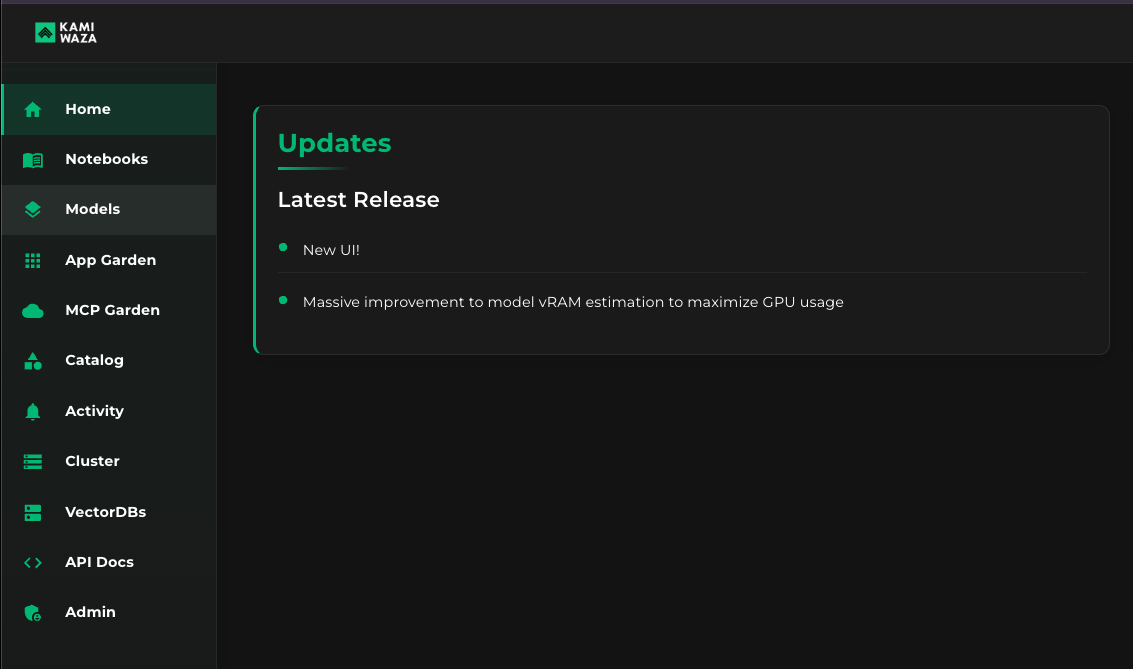 KAMI
WAZA
Home
Notebooks
Models
App Garden
MCP Garden
Catalog
Activity
Cluster
VectorDBs
API Docs
Admin
Updates
Latest Release
New UI!
Massive improvement to model vRAM estimation to maximize GPU usage